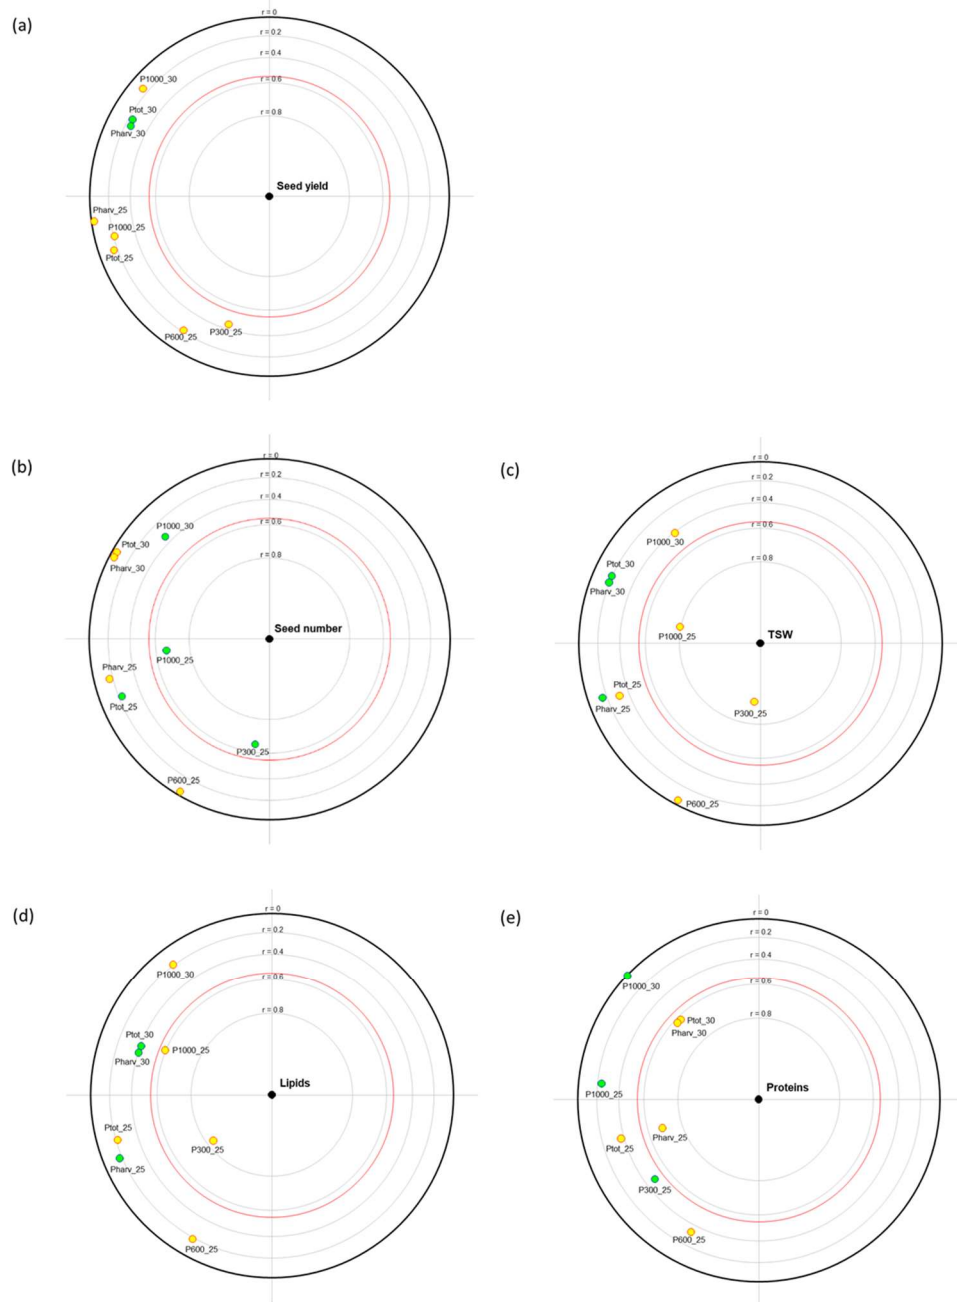 (a)
r = 0
r = 0.2
r = 0.4
r = 0.6
r = 0.8
P1000_30
Ptot_30
Pharv_30
Seed yield
Pharv_25
P1000_25
Ptot_25
P600_25
P300_25
(b)
r = 0
r = 0.2
r = 0.4
r = 0.6
r = 0.8
P1000_30
Ptot_30
Pharv_30
Seed number
P1000_25
Pharv_25
Ptot_25
P300_25
P600_25
(c)
r = 0
r = 0.2
r = 0.4
r = 0.6
r = 0.8
P1000_30
Ptot_30
Pharv_30
P1000_25
TSW
Ptot_25
Pharv_25
P300_25
P600_25
(d)
r = 0
r = 0.2
r = 0.4
r = 0.6
r = 0.8
P1000_30
Ptot_30
Pharv_30
P1000_25
Lipids
Ptot_25
P300_25
Pharv_25
P600_25
(e)
r = 0
r = 0.2
r = 0.4
r = 0.6
r = 0.8
P1000_30
Ptot_30
Pharv_30
Proteins
P1000_25
Pharv_25
Ptot_25
P300_25
P600_25